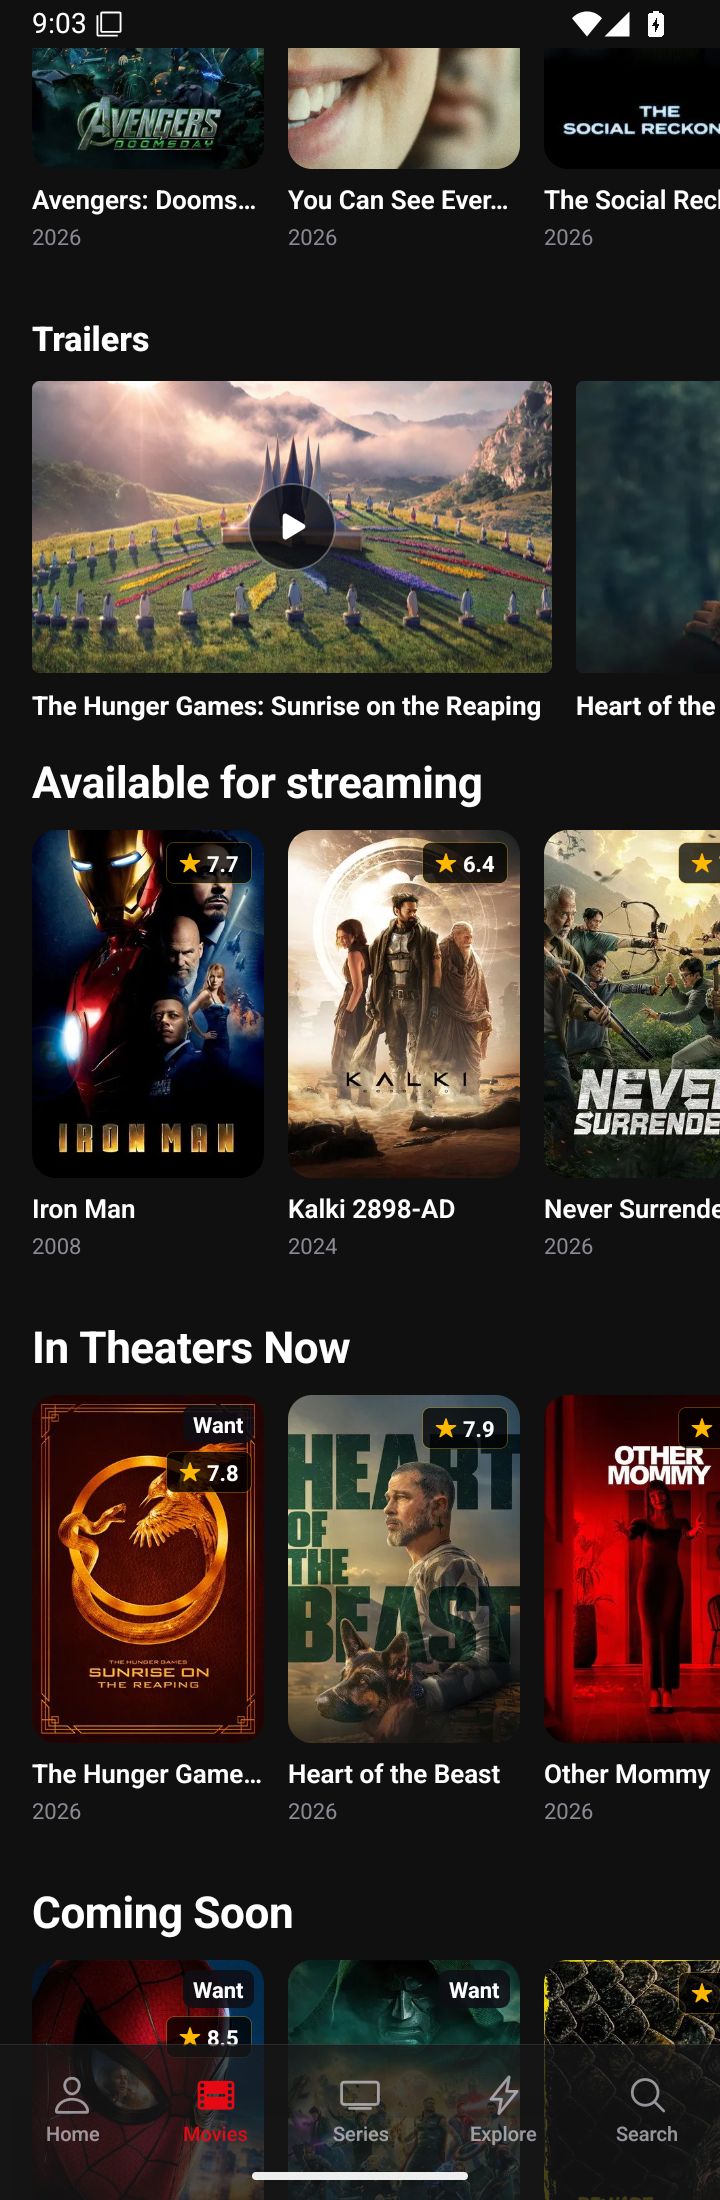 9:03
AVENGERS
DOOMSDAY
THE
SOCIAL RECKON
Avengers: Dooms...
You Can See Ever...
The Social Reck
2026
2026
2026
Trailers
The Hunger Games: Sunrise on the Reaping
Heart of the
Available for streaming
7.7
6.4
IRON MAN
KALKI
NEVER
SURRENDE
Iron Man
Kalki 2898-AD
Never Surrende
2008
2024
2026
In Theaters Now
Want
7.8
7.9
THE HUNGER GAMES
SUNRISE ON
THE REAPING
HEART
OF
THE
BEAST
OTHER
MOMMY
The Hunger Game...
Heart of the Beast
Other Mommy
2026
2026
2026
Coming Soon
Want
8.5
Want
Home
Movies
Series
Explore
Search